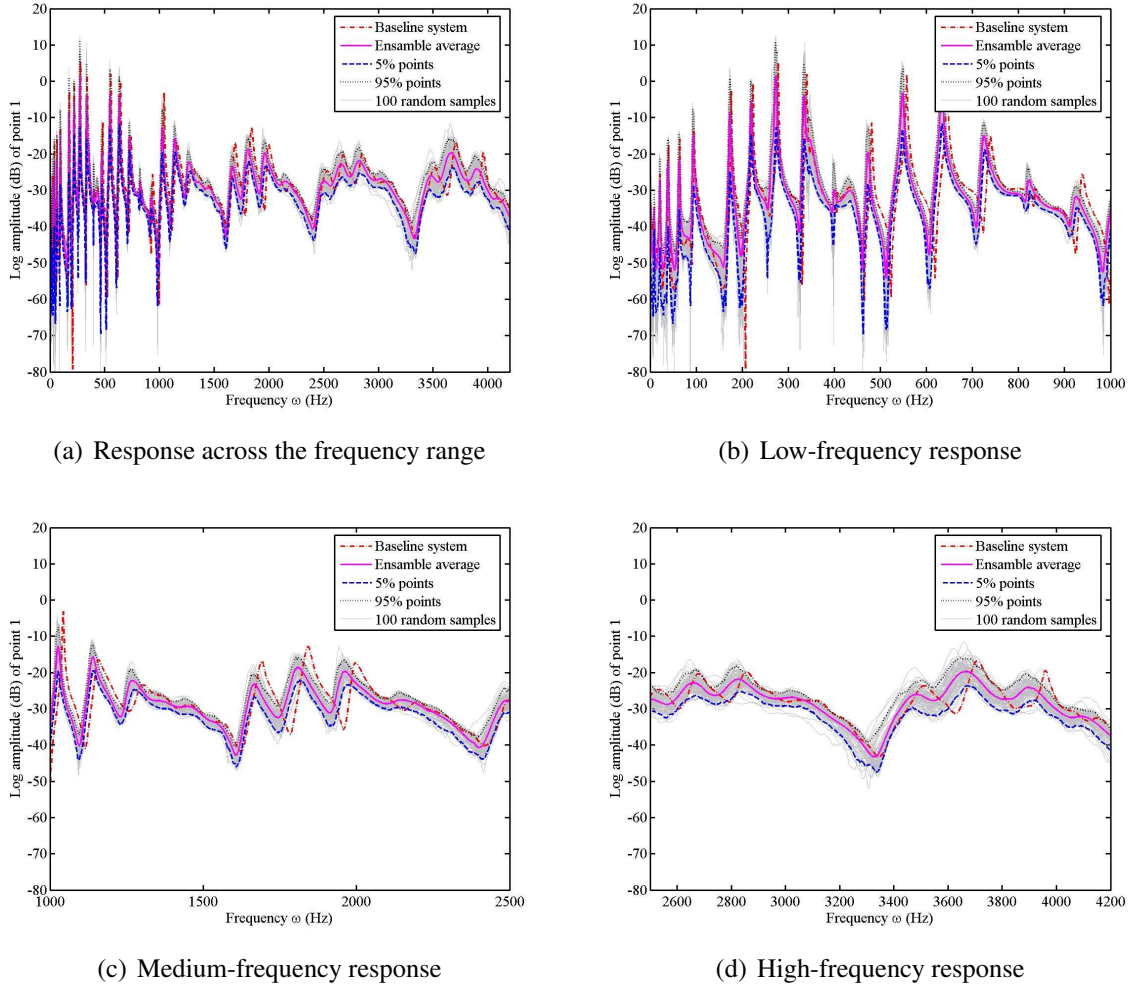 20
10
0
-10
-20
-30
-40
-50
-60
-70
-80
Log amplitude (dB) of point 1
Baseline system
Ensamble average
5% points
95% points
100 random samples
0 500 1000 1500 2000 2500 3000 3500 4000
Frequency ω (Hz)
(a) Response across the frequency range
20
10
0
-10
-20
-30
-40
-50
-60
-70
-80
Log amplitude (dB) of point 1
Baseline system
Ensamble average
5% points
95% points
100 random samples
0 100 200 300 400 500 600 700 800 900 1000
Frequency ω (Hz)
(b) Low-frequency response
20
10
0
-10
-20
-30
-40
-50
-60
-70
-80
Log amplitude (dB) of point 1
Baseline system
Ensamble average
5% points
95% points
100 random samples
1000 1500 2000 2500
Frequency ω (Hz)
(c) Medium-frequency response
20
10
0
-10
-20
-30
-40
-50
-60
-70
-80
Log amplitude (dB) of point 1
Baseline system
Ensamble average
5% points
95% points
100 random samples
2600 2800 3000 3200 3400 3600 3800 4000 4200
Frequency ω (Hz)
(d) High-frequency response